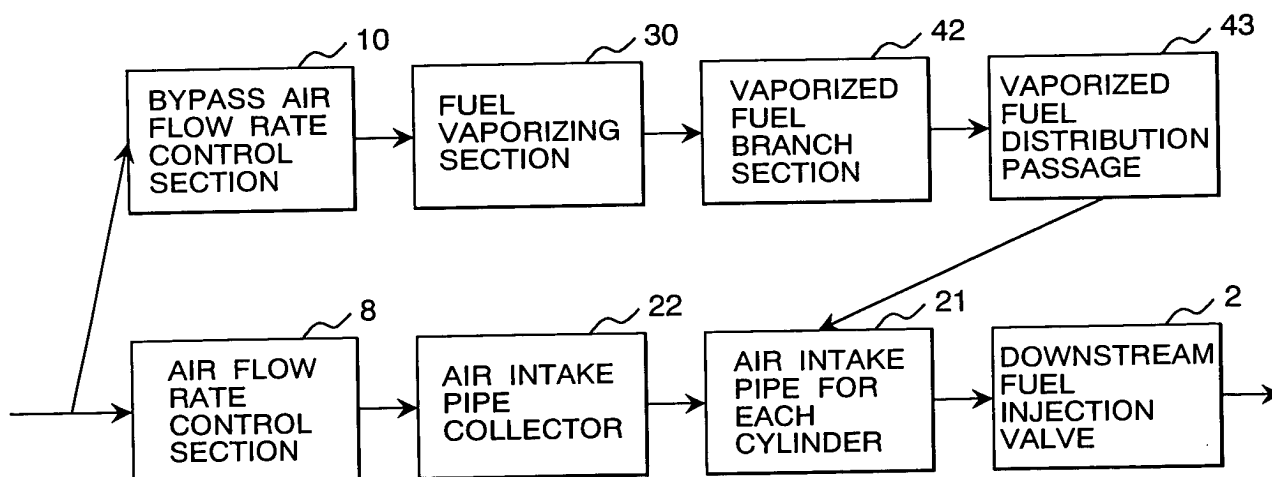 10
BYPASS AIR
FLOW RATE
CONTROL
SECTION
30
FUEL
VAPORIZING
SECTION
42
VAPORIZED
FUEL
BRANCH
SECTION
43
VAPORIZED
FUEL
DISTRIBUTION
PASSAGE
8
AIR FLOW
RATE
CONTROL
SECTION
22
AIR INTAKE
PIPE
COLLECTOR
21
AIR INTAKE
PIPE FOR
EACH
CYLINDER
2
DOWNSTREAM
FUEL
INJECTION
VALVE